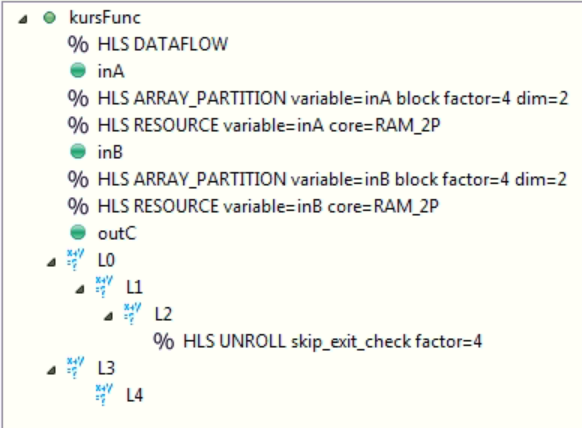 kursFunc
% HLS DATAFLOW
inA
% HLS ARRAY_PARTITION variable=inA block factor=4 dim=2
% HLS RESOURCE variable=inA core=RAM_2P
inB
% HLS ARRAY_PARTITION variable=inB block factor=4 dim=2
% HLS RESOURCE variable=inB core=RAM_2P
outC
L0
L1
L2
% HLS UNROLL skip_exit_check factor=4
L3
L4